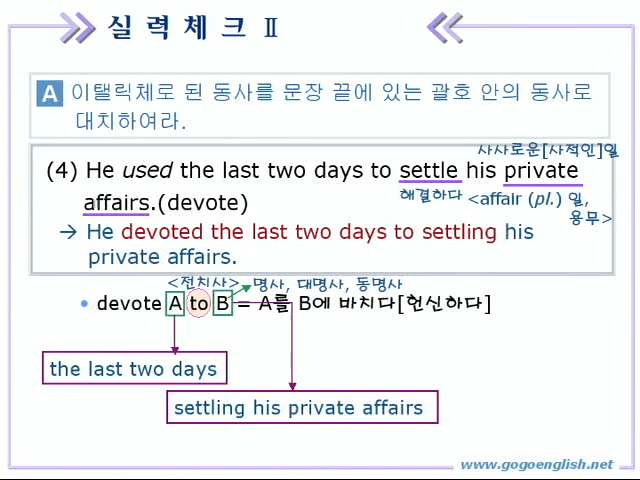 실 력 체 크 Ⅱ
A 이탤릭체로 된 동사를 문장 끝에 있는 괄호 안의 동사로
대치하여라.
사사로운[사적인]일
(4) He used the last two days to settle his private
해결하다 <affair (pl.) 일,
용무>
affairs.(devote)
→ He devoted the last two days to settling his
private affairs.
<전치사> 명사, 대명사, 동명사
• devote A to B = A를 B에 바치다[헌신하다]
the last two days
settling his private affairs
www.gogoenglish.net